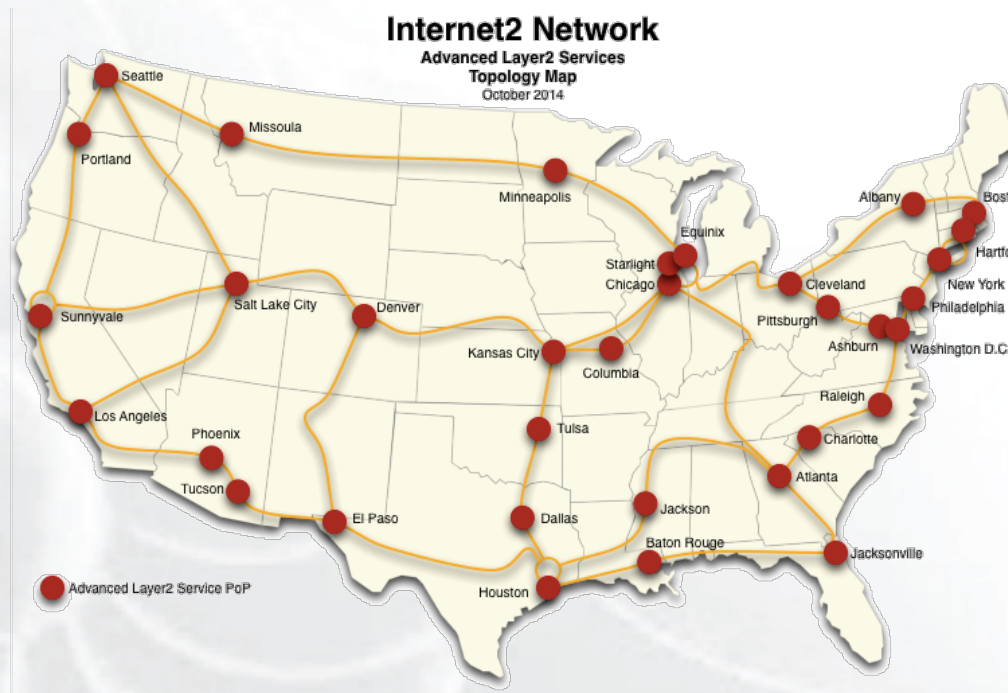 Internet2 Network
Advanced Layer2 Services
Topology Map
October 2014
Seattle
Missoula
Portland
Minneapolis
Albany
Bost
Equinix
Hartfo
Starlight
Chicago
Cleveland
New York
Salt Lake City
Denver
Sunnyvale
Pittsburgh
Philadelphia
Ashburn
Washington D.C
Kansas City
Columbia
Raleigh
Los Angeles
Tulsa
Charlotte
Phoenix
Atlanta
Tucson
El Paso
Dallas
Jackson
Baton Rouge
Jacksonville
Advanced Layer2 Service PoP
Houston